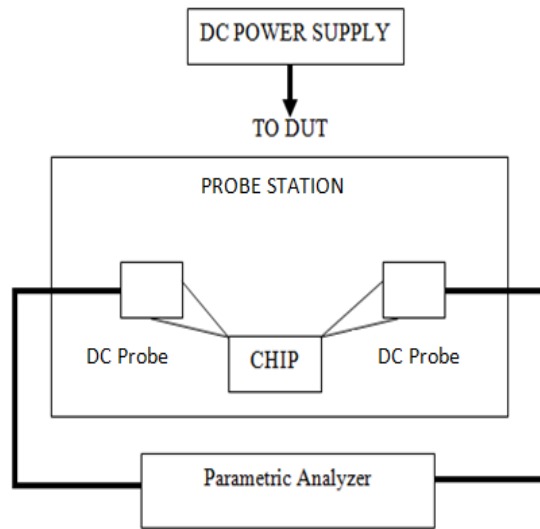 DC POWER SUPPLY
TO DUT
PROBE STATION
DC Probe
DC Probe
CHIP
Parametric Analyzer